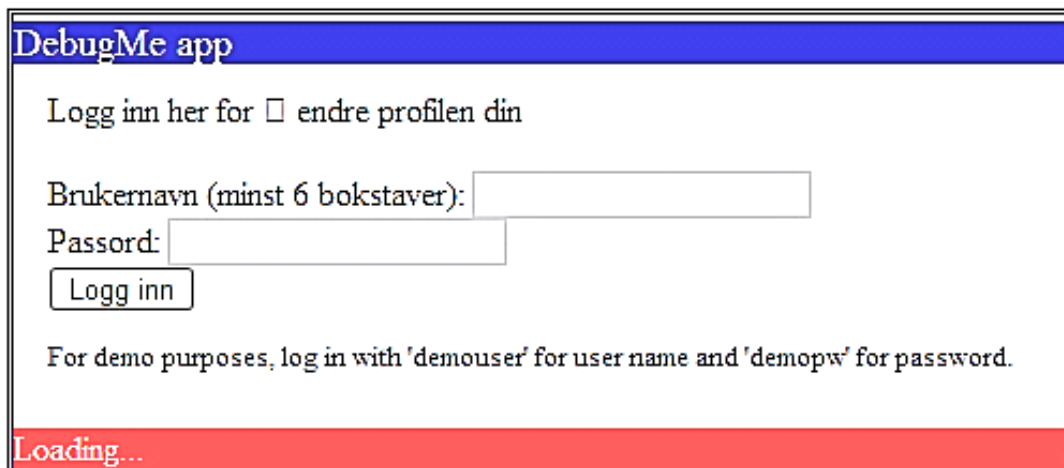 DebugMe app
Logg inn her for □ endre profilen din
Brukernavn (minst 6 bokstaver):
Passord:
Logg inn
For demo purposes, log in with 'demouser' for user name and 'demopw' for password.
Loading...